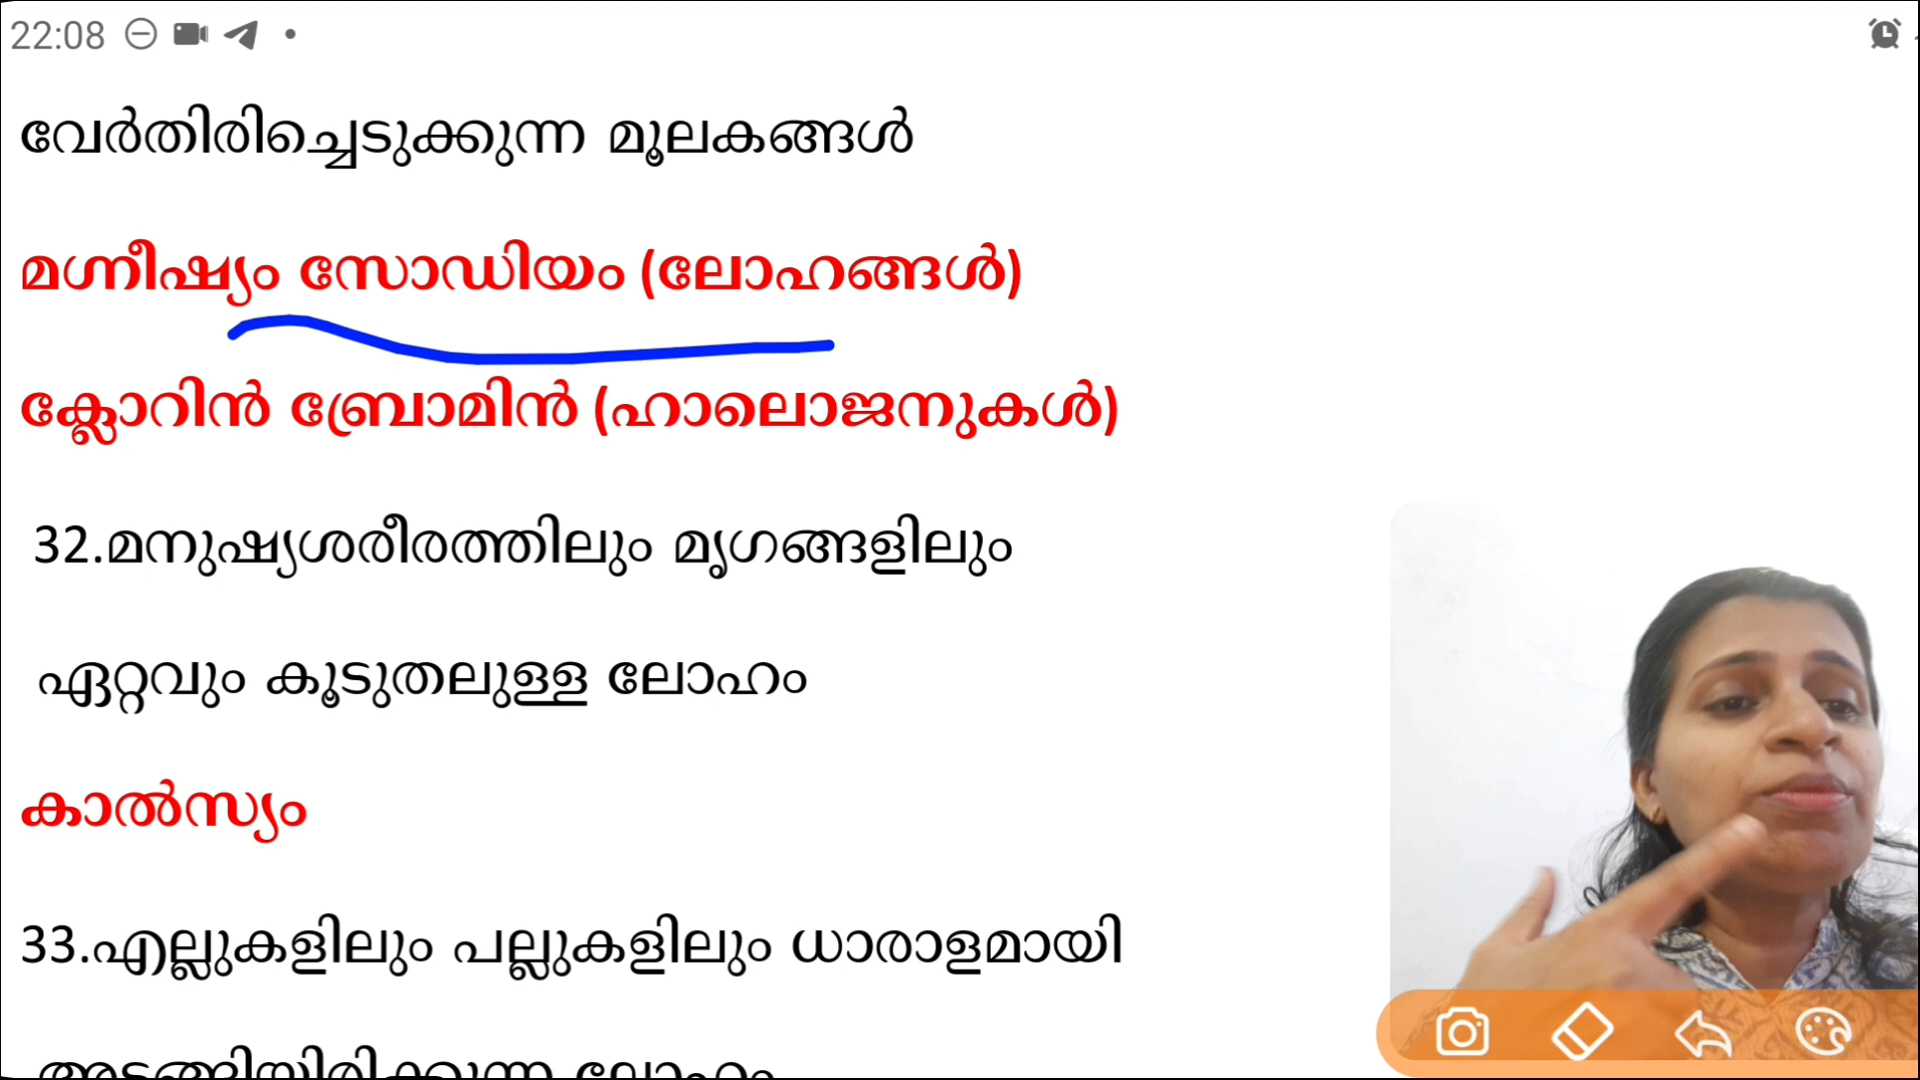 22:08
വേർതിരിച്ചെടുക്കുന്ന മൂലകങ്ങൾ
മഗ്നീഷ്യം സോഡിയം (ലോഹങ്ങൾ)
ക്ലോറിൻ ബ്രോമിൻ (ഹാലൊജനുകൾ)
32.മനുഷ്യശരീരത്തിലും മൃഗങ്ങളിലും
ഏറ്റവും കൂടുതലുള്ള ലോഹം
കാൽസ്യം
33.എല്ലുകളിലും പല്ലുകളിലും ധാരാളമായി
അടങ്ങിയിരിക്കുന്ന ലോഹം